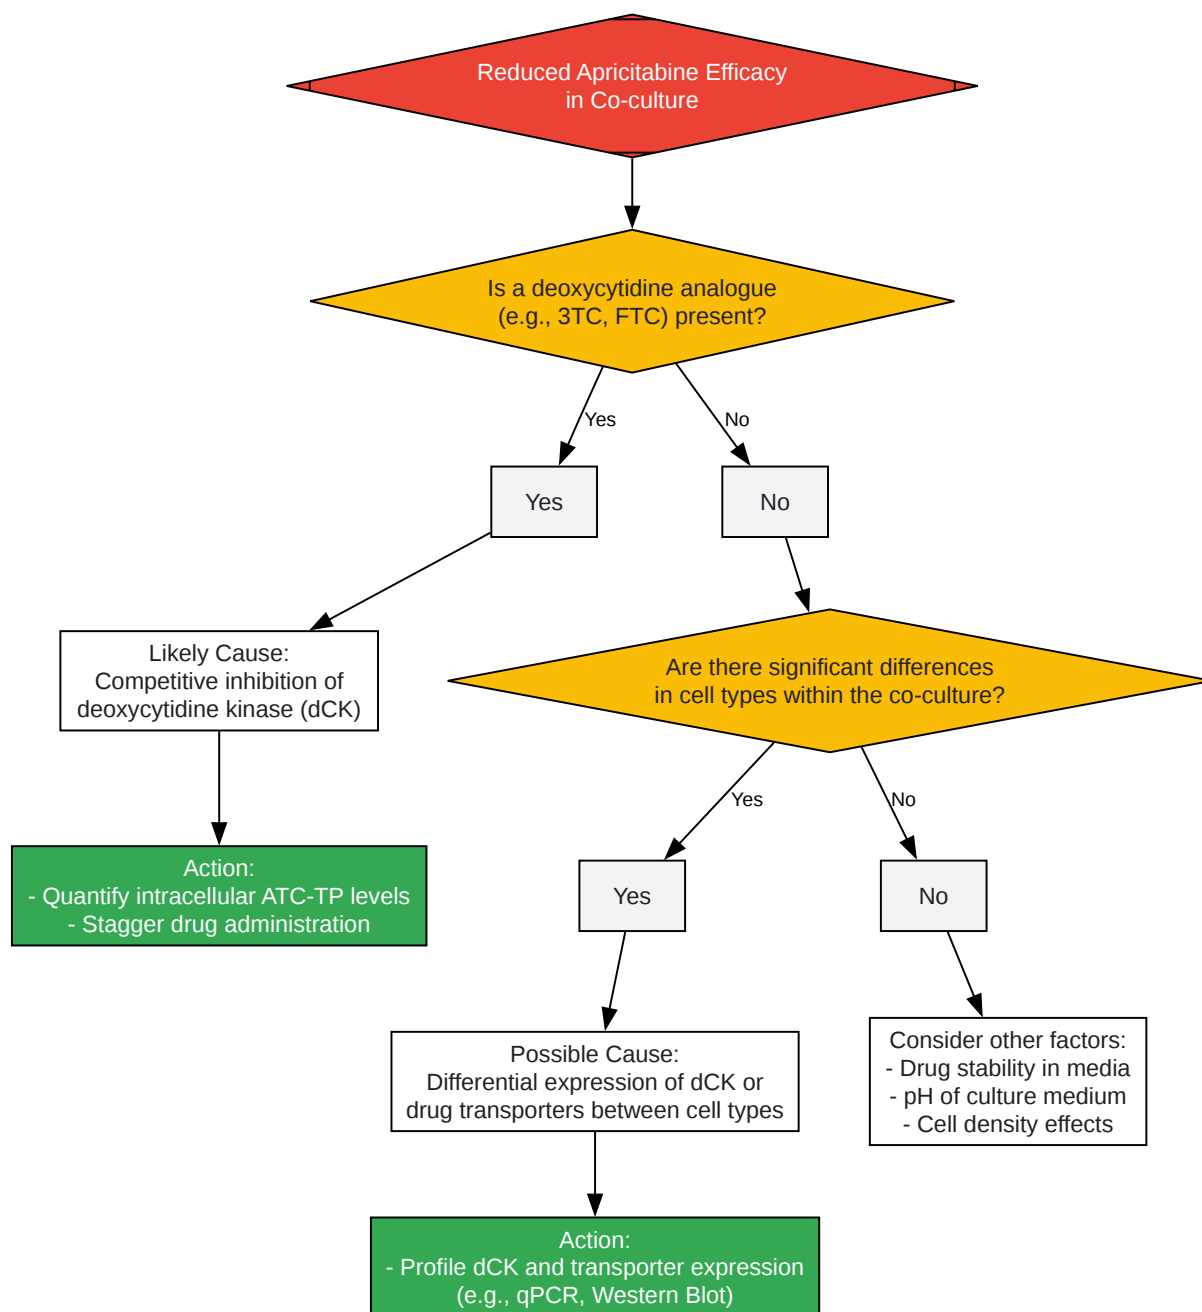 Reduced Apricitabine Efficacy
in Co-culture
Is a deoxycytidine analogue
(e.g., 3TC, FTC) present?
Yes
No
Yes
No
Likely Cause:
Competitive inhibition of
deoxycytidine kinase (dCK)
Are there significant differences
in cell types within the co-culture?
Action:
- Quantify intracellular ATC-TP levels
- Stagger drug administration
Yes
No
Yes
No
Possible Cause:
Differential expression of dCK or
drug transporters between cell types
Consider other factors:
- Drug stability in media
- pH of culture medium
- Cell density effects
Action:
- Profile dCK and transporter expression
(e.g., qPCR, Western Blot)